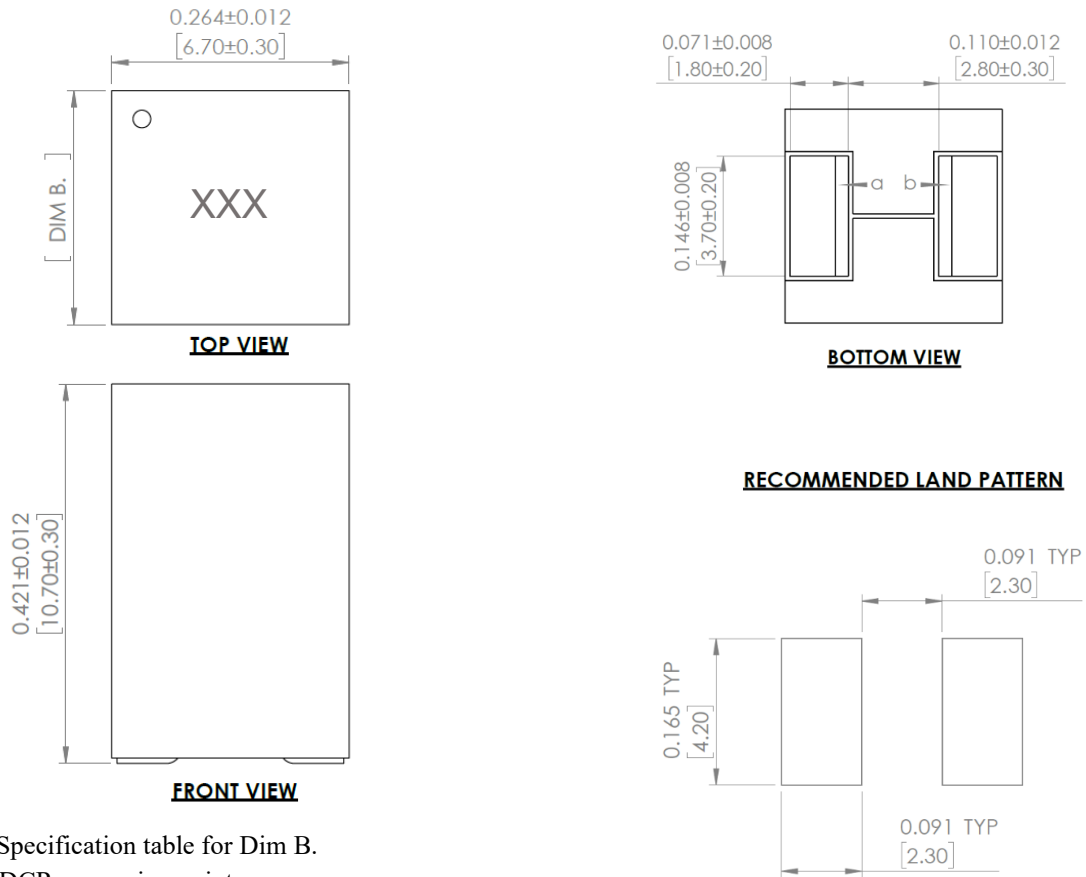 0.264±0.012
[6.70±0.30]
[ DIM B. ]
XXX
TOP VIEW
0.421±0.012
[10.70±0.30]
FRONT VIEW
Specification table for Dim B.
0.071±0.008
[1.80±0.20]
0.110±0.012
[2.80±0.30]
0.146±0.008
[3.70±0.20]
a b
BOTTOM VIEW
RECOMMENDED LAND PATTERN
0.091 TYP
[2.30]
0.165 TYP
[4.20]
0.091 TYP
[2.30]